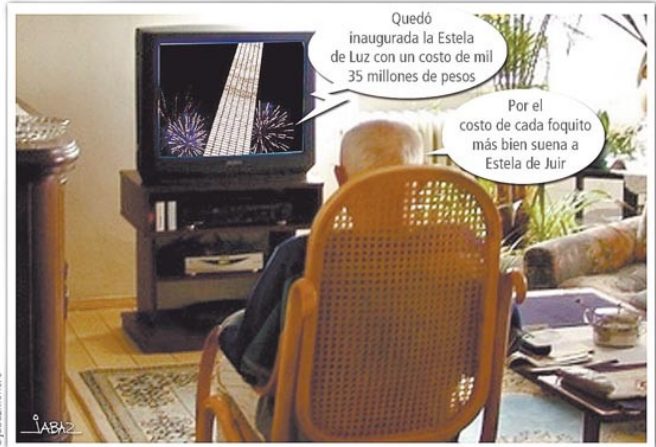 Quedó
inaugurada la Estela
de Luz con un costo de mil
35 millones de pesos
Por el
costo de cada foquito
más bien suena a
Estela de Juir
JABAZ